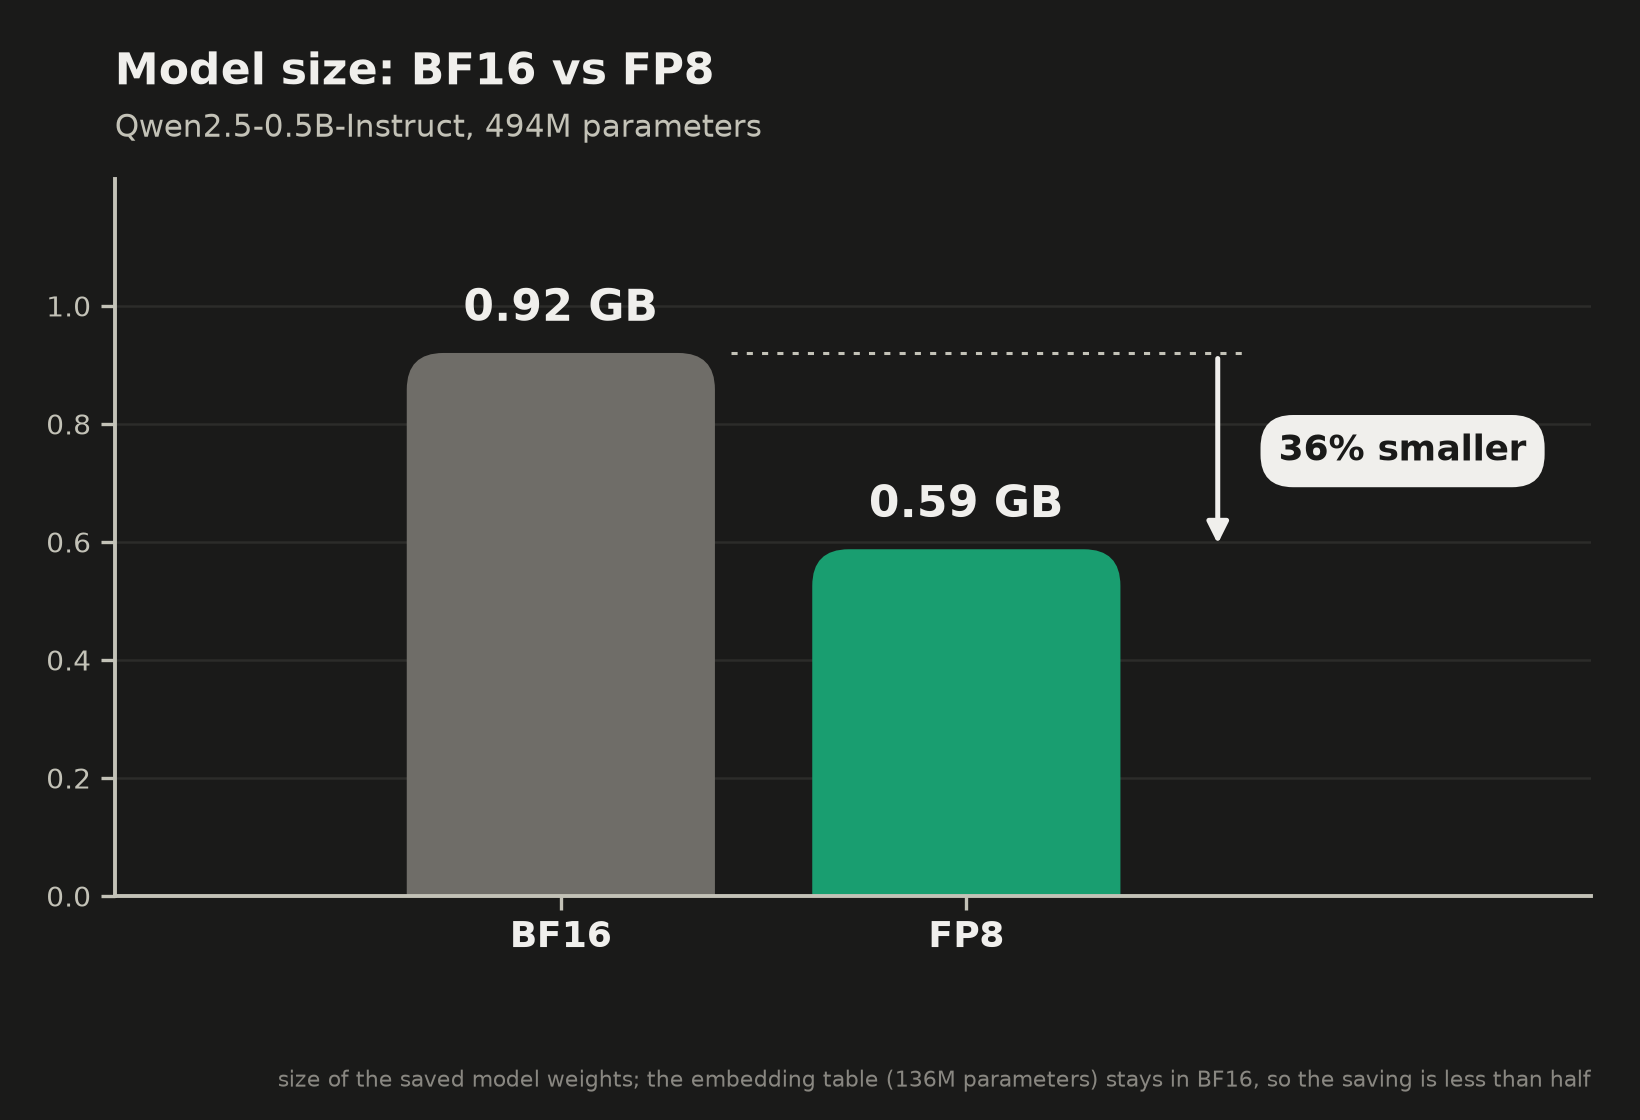 Model size: BF16 vs FP8
Qwen2.5-0.5B-Instruct, 494M parameters
1.0
0.8
0.6
0.4
0.2
0.0
0.92 GB
0.59 GB
36% smaller
BF16
FP8
size of the saved model weights; the embedding table (136M parameters) stays in BF16, so the saving is less than half